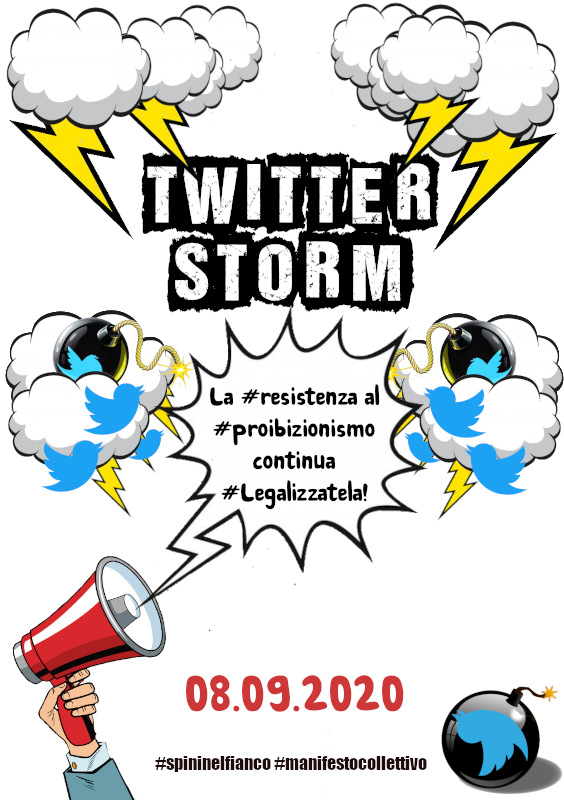 TWITTER
STORM
La #resistenza al
#proibizionismo
continua
#Legalizzatela!
08.09.2020
#spininelfianco #manifestocollettivo